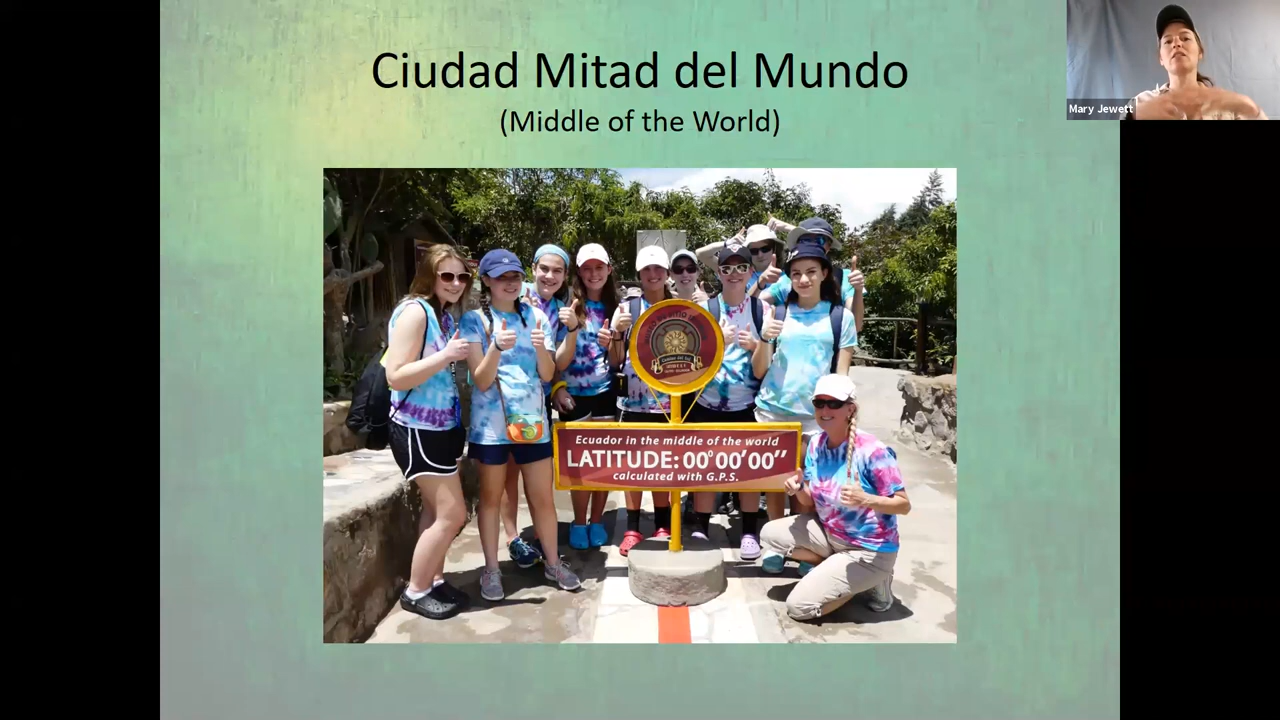 Ciudad Mitad del Mundo
(Middle of the World)
Mary Jewett
Ecuador in the middle of the world
LATITUDE: 00°00'00"
calculated with G.P.S.